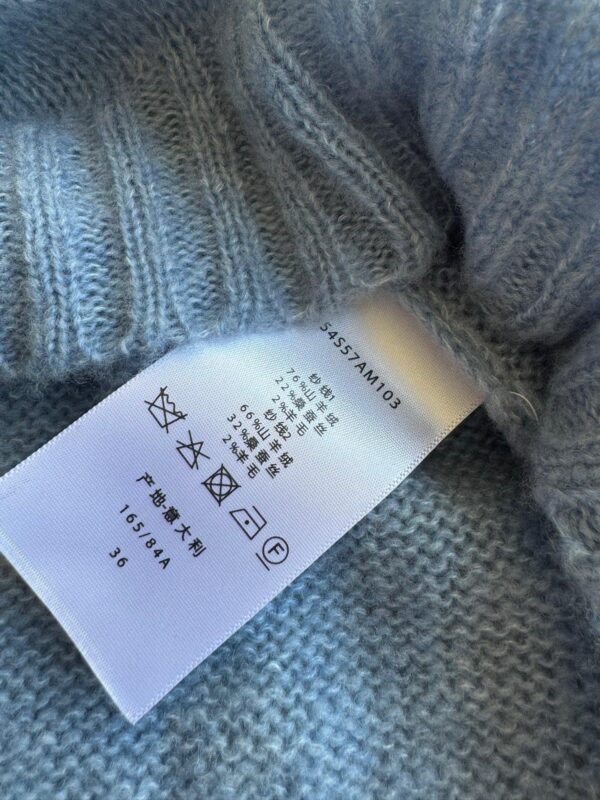 54S57AM103
纱线1
76%山羊绒
22%桑蚕丝
2%羊毛
纱线2
66%山羊绒
32%桑蚕丝
2%羊毛
F
产地-意大利
165/84A
36